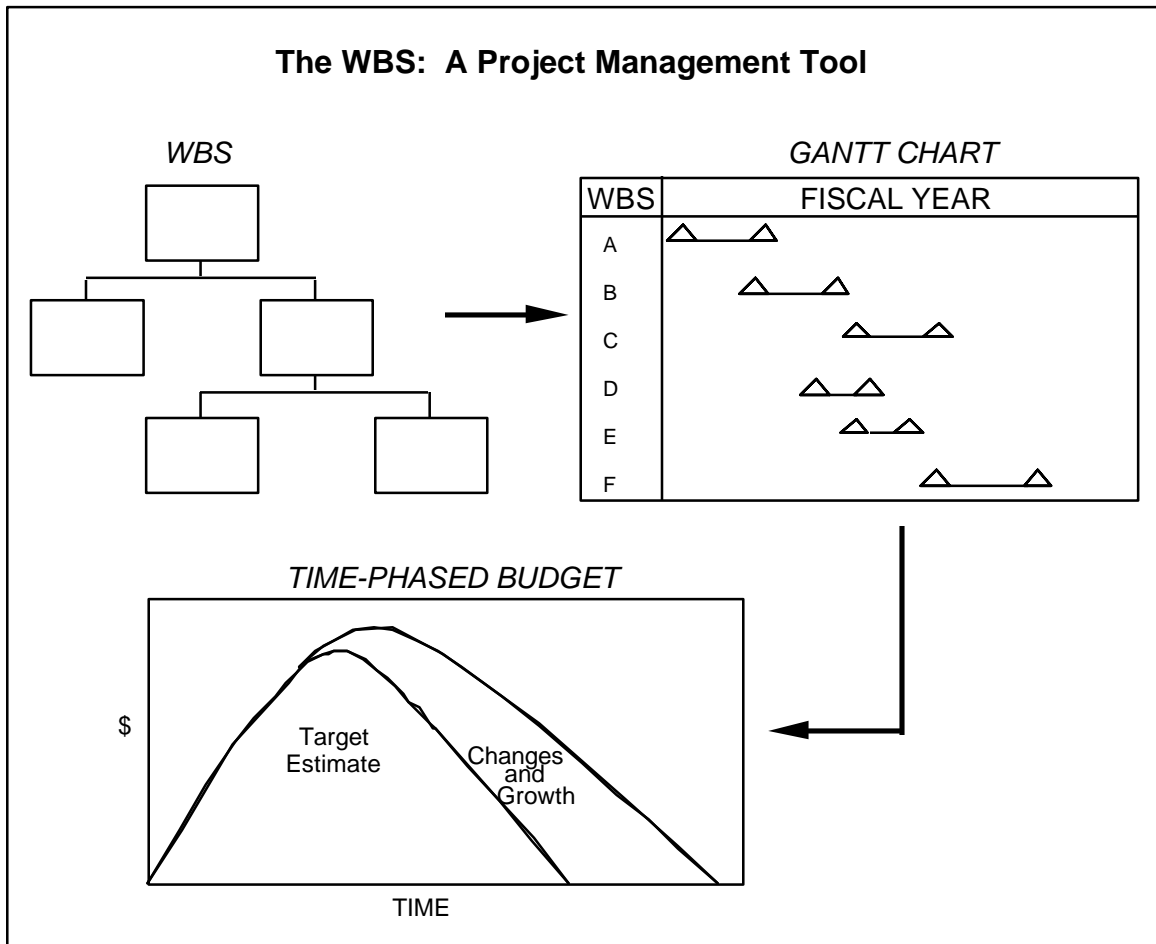 The WBS: A Project Management Tool
WBS
GANTT CHART
WBS FISCAL YEAR
A
B
C
D
E
F
TIME-PHASED BUDGET
$
Target
Estimate
Changes
and
Growth
TIME